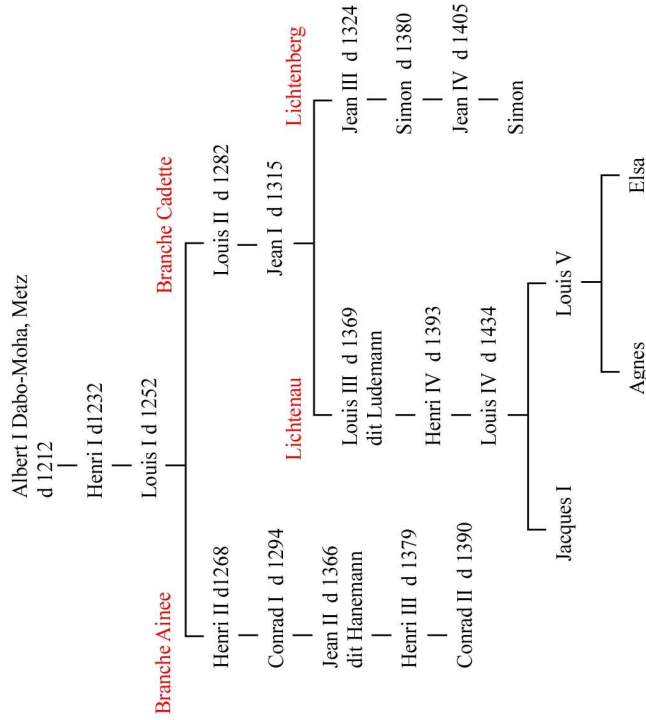 Albert I Dabo-Moha, Metz
d 1212
Henri I d1232
Louis I d 1252
Branche Ainee
Henri II d1268
Conrad I d 1294
Jean II d 1366
dit Hanemann
Henri III d 1379
Conrad II d 1390
Branche Cadette
Louis II d 1282
Jean I d 1315
Lichtenau
Louis III d 1369
dit Ludemann
Henri IV d 1393
Louis IV d 1434
Jacques I
Louis V
Agnes
Elsa
Lichtenberg
Jean III d 1324
Simon d 1380
Jean IV d 1405
Simon